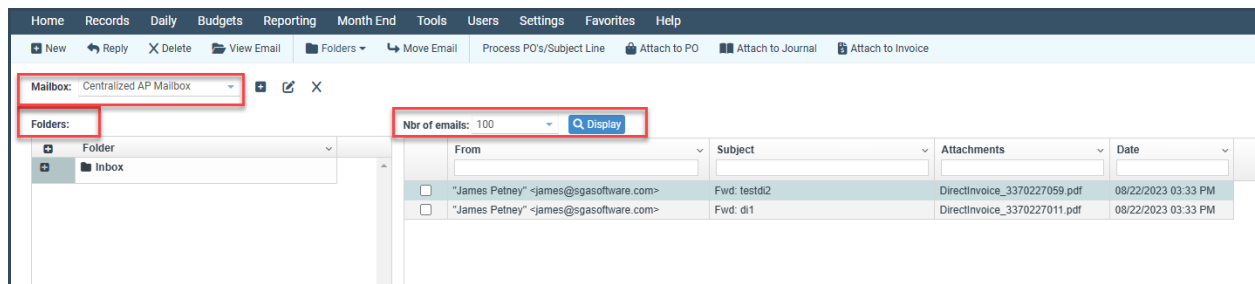 Home Records Daily Budgets Reporting Month End Tools Users Settings Favorites Help
New Reply Delete View Email Folders Move Email Process PO's/Subject Line Attach to PO Attach to Journal Attach to Invoice
Mailbox: Centralized AP Mailbox
Folders: Nbr of emails: 100 Display
Folder From Subject Attachments Date
Inbox
"James Petney" <james@sgasoftware.com> Fwd: testdi2 DirectInvoice_3370227059.pdf 08/22/2023 03:33 PM
"James Petney" <james@sgasoftware.com> Fwd: di1 DirectInvoice_3370227011.pdf 08/22/2023 03:33 PM